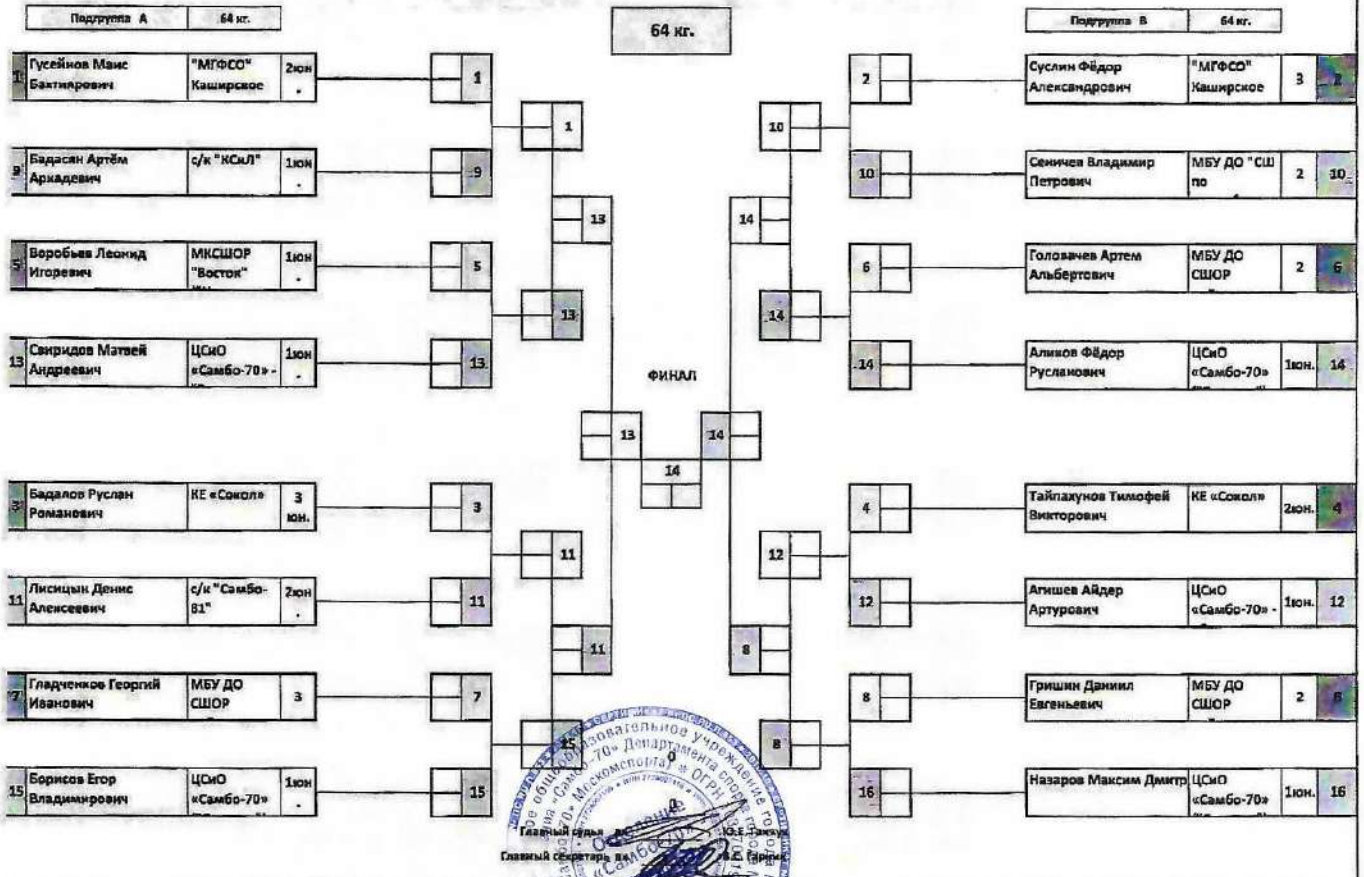 Подгруппа А 64 кг.
64 кг.
Подгруппа В 64 кг.
1 Гусейнов Маис "МГФСО" 2юн
Бахтиярович Каширское .
1
2
Суслин Фёдор "МГФСО" 3 2
Александрович Каширское
1
10
9 Бадасян Артём с/к "КСиЛ" 1юн
Аркадевич .
9
10
Сеничев Владимир МБУ ДО "СШ 2 10
Петрович по
13
14
5 Воробьев Леонид МКСШОР 1юн
Игоревич "Восток" .
5
6
Головачев Артем МБУ ДО 2 6
Альбертович СШОР
13
14
13 Свиридов Матвей ЦСиО 1юн
Андреевич «Самбо-70» - .
13
14
Аликов Фёдор ЦСиО 1юн. 14
Русланович «Самбо-70»
ФИНАЛ
13
14
14
3 Бадалов Руслан КЕ «Сокол» 3
Романович юн.
3
4
Тайпахунов Тимофей КЕ «Сокол» 2юн. 4
Викторович
11
12
11 Лисицын Денис с/к "Самбо- 2юн
Алексеевич 81" .
11
12
Агишев Айдер ЦСиО 1юн. 12
Артурович «Самбо-70» -
11
8
7 Гладченков Георгий МБУ ДО 3
Иванович СШОР
7
8
Гришин Даниил МБУ ДО 2 8
Евгеньевич СШОР
15
8
15 Борисов Егор ЦСиО 1юн
Владимирович «Самбо-70» .
15
16
Назаров Максим Дмитр ЦСиО 1юн. 16
«Самбо-70»
Главный судья
Главный секретарь